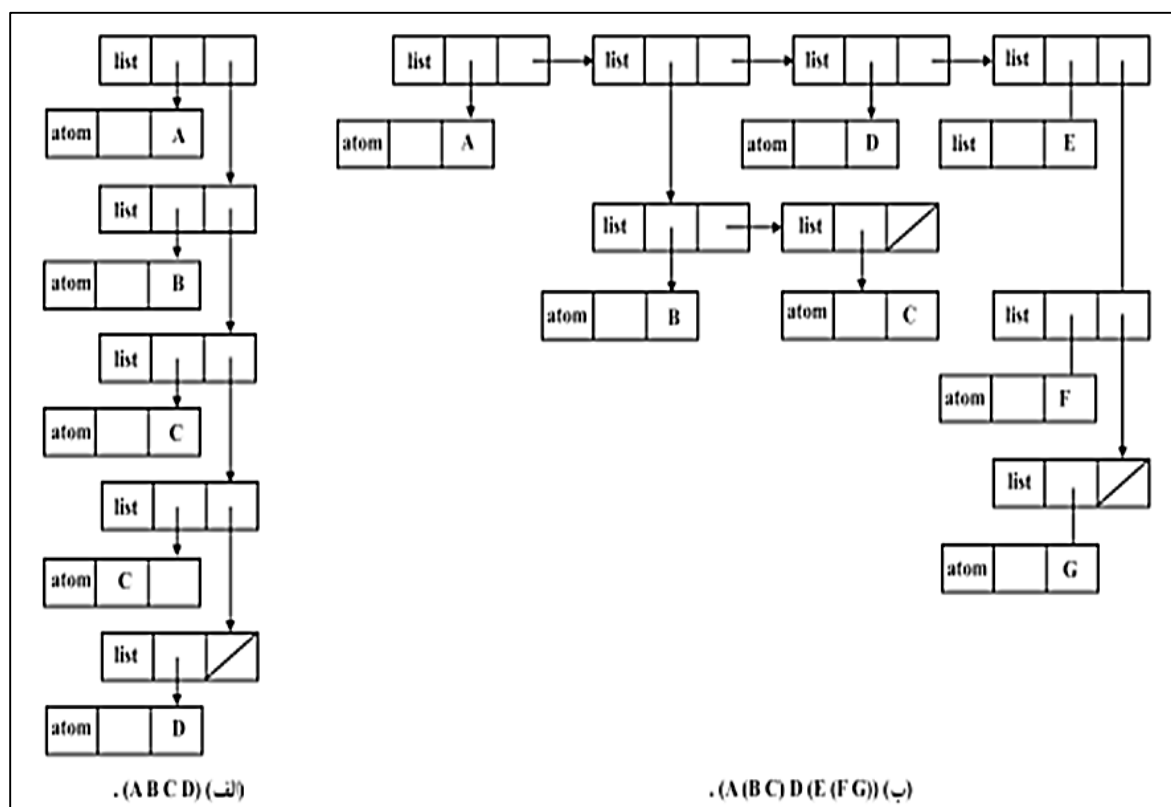 list list list list list
atom A atom A atom D list E
list list list
atom B atom B atom C list
list atom F
atom C list
list
atom C atom G
list
atom D
(الف) (A B C D) .
(ب) (A (B C) D (E (F G)) .